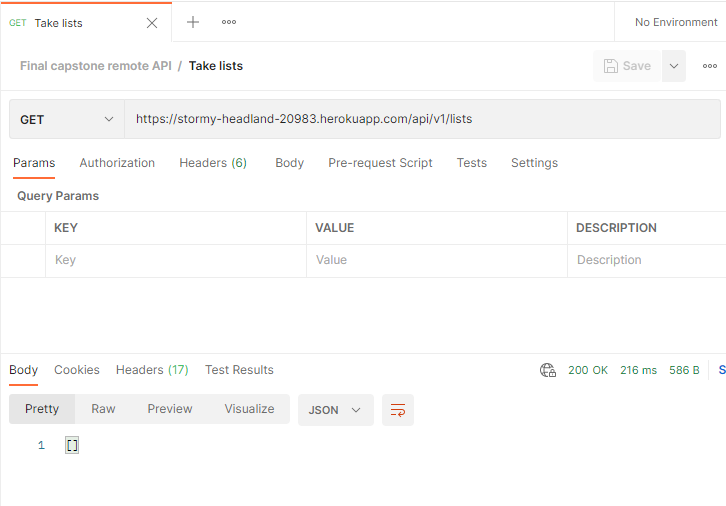 GET Take lists
No Environment
Final capstone remote API / Take lists
Save
GET https://stormy-headland-20983.herokuapp.com/api/v1/lists
Params Authorization Headers (6) Body Pre-request Script Tests Settings
Query Params
KEY VALUE DESCRIPTION
Key Value Description
Body Cookies Headers (17) Test Results 200 OK 216 ms 586 B S
Pretty Raw Preview Visualize JSON
1 []